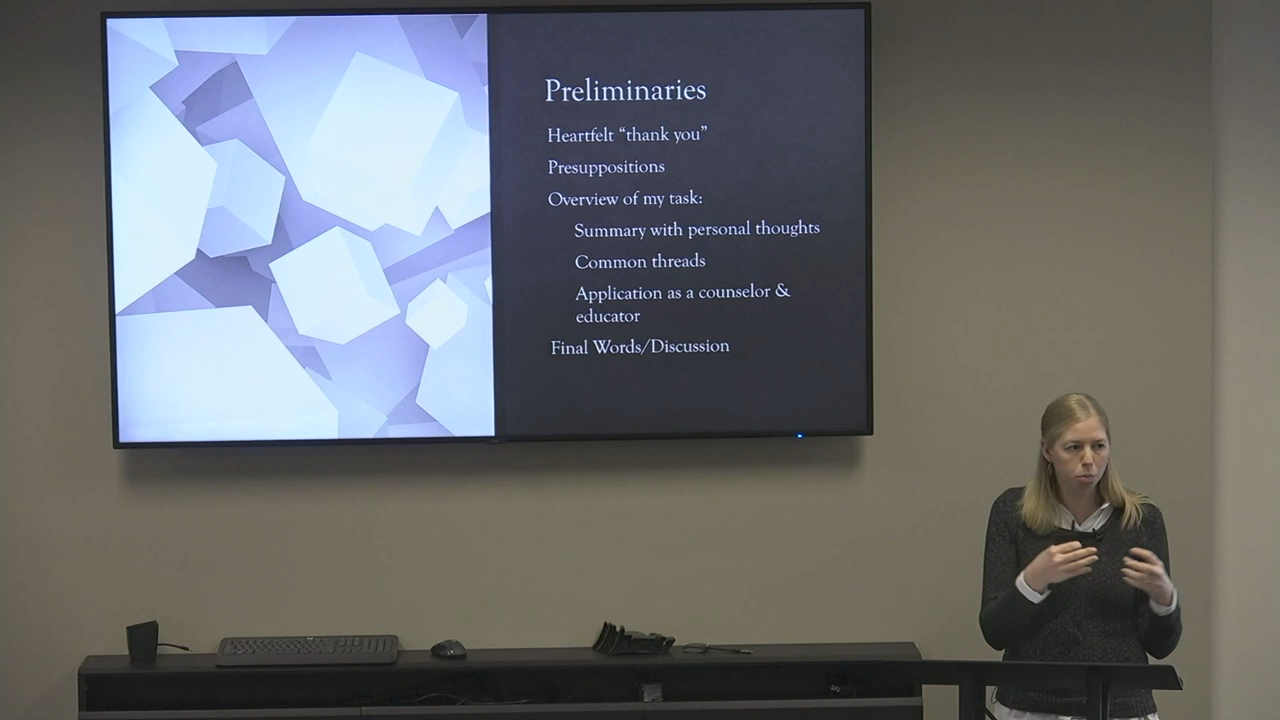 Preliminaries
Heartfelt “thank you”
Presuppositions
Overview of my task:
Summary with personal thoughts
Common threads
Application as a counselor &
educator
Final Words/Discussion